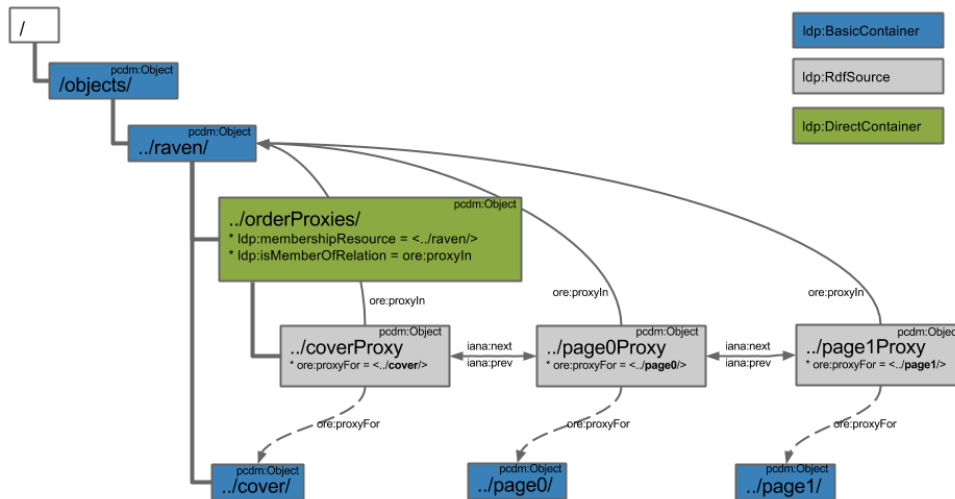 /
ldp:BasicContainer
pcdm:Object
/objects/
ldp:RdfSource
pcdm:Object
../raven/
ldp:DirectContainer
pcdm:Object
../orderProxies/
* ldp:membershipResource = <../raven/>
* ldp:isMemberOfRelation = ore:proxyIn
ore:proxyIn
ore:proxyIn
ore:proxyIn
pcdm:Object
../coverProxy
* ore:proxyFor = <../cover/>
iana:next
iana:prev
pcdm:Object
../page0Proxy
* ore:proxyFor = <../page0/>
iana:next
iana:prev
pcdm:Object
../page1Proxy
* ore:proxyFor = <../page1/>
ore:proxyFor
ore:proxyFor
ore:proxyFor
pcdm:Object
../cover/
pcdm:Object
../page0/
pcdm:Object
../page1/